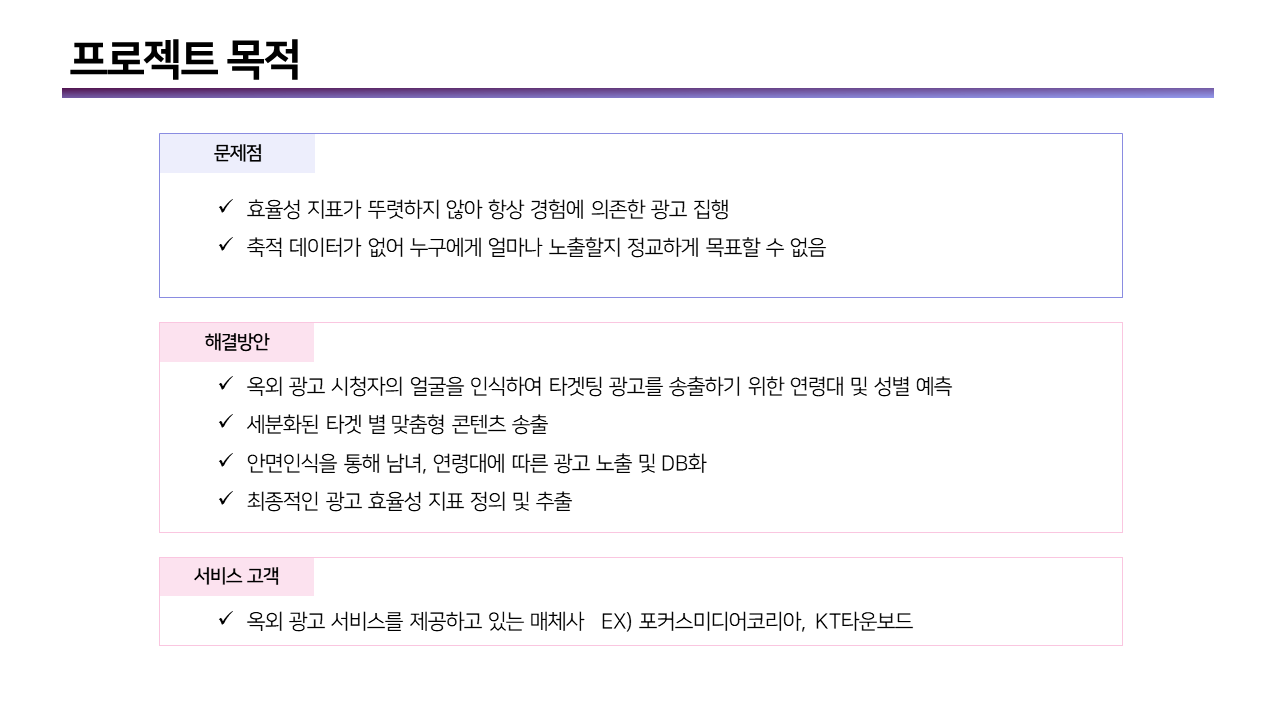 프로젝트 목적
문제점
✓ 효율성 지표가 뚜렷하지 않아 항상 경험에 의존한 광고 집행
✓ 축적 데이터가 없어 누구에게 얼마나 노출할지 정교하게 목표할 수 없음
해결방안
✓ 옥외 광고 시청자의 얼굴을 인식하여 타겟팅 광고를 송출하기 위한 연령대 및 성별 예측
✓ 세분화된 타겟 별 맞춤형 콘텐츠 송출
✓ 안면인식을 통해 남녀, 연령대에 따른 광고 노출 및 DB화
✓ 최종적인 광고 효율성 지표 정의 및 추출
서비스 고객
✓ 옥외 광고 서비스를 제공하고 있는 매체사 EX) 포커스미디어코리아, KT타운보드